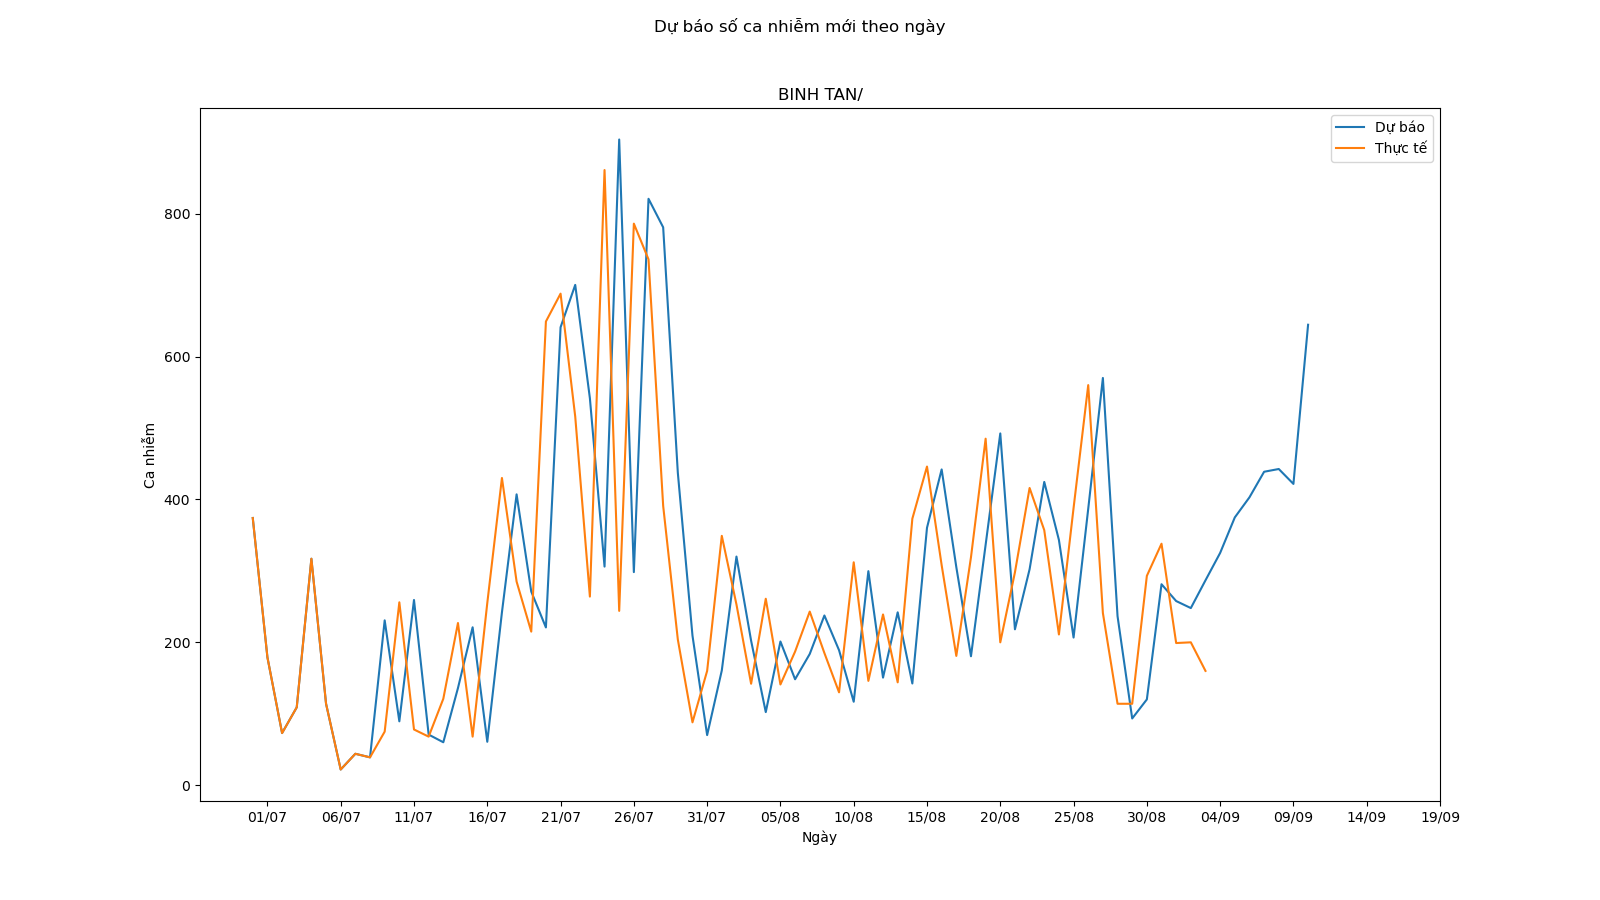 Dự báo số ca nhiễm mới theo ngày
BINH TAN/
Dự báo
Thực tế
800
600
400
200
0
Ca nhiễm
01/07 06/07 11/07 16/07 21/07 26/07 31/07 05/08 10/08 15/08 20/08 25/08 30/08 04/09 09/09 14/09 19/09
Ngày